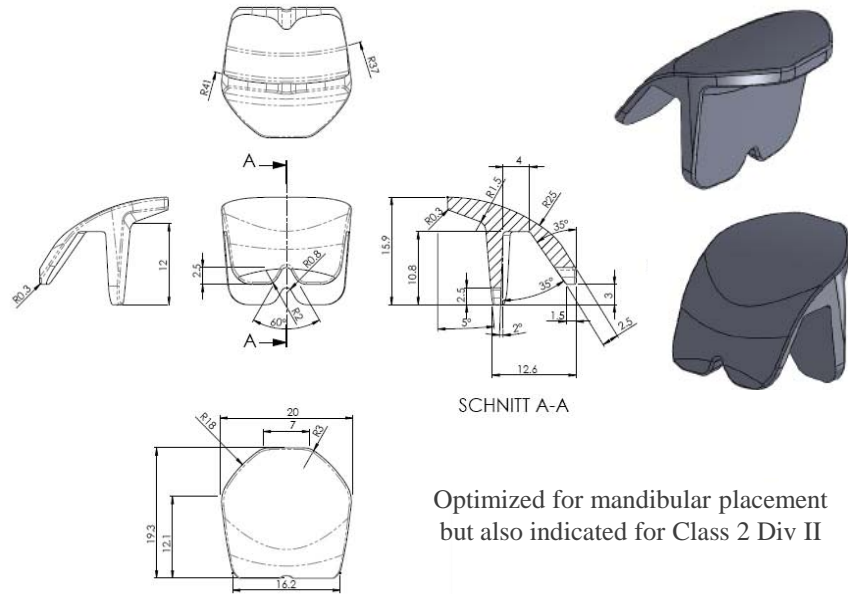 R41
R37
A
4
R1.5
R25
R0.3
35°
15.9
10.8
12
2.5
R0.8
R0.3
2.5
35°
3
R2
60°
5°
2°
1.5
2.5
A
12.6
SCHNITT A-A
20
7
R18
R3
19.3
12.1
16.2
Optimized for mandibular placement
but also indicated for Class 2 Div II